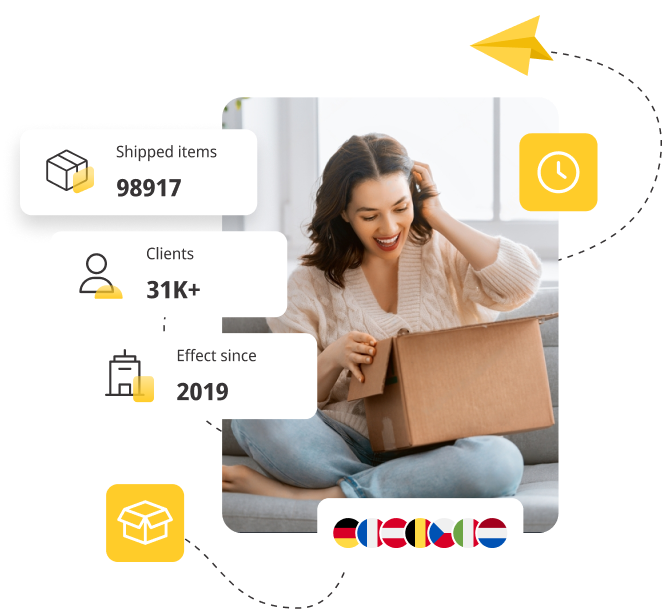 Shipped items
98917
Clients
31K+
Effect since
2019